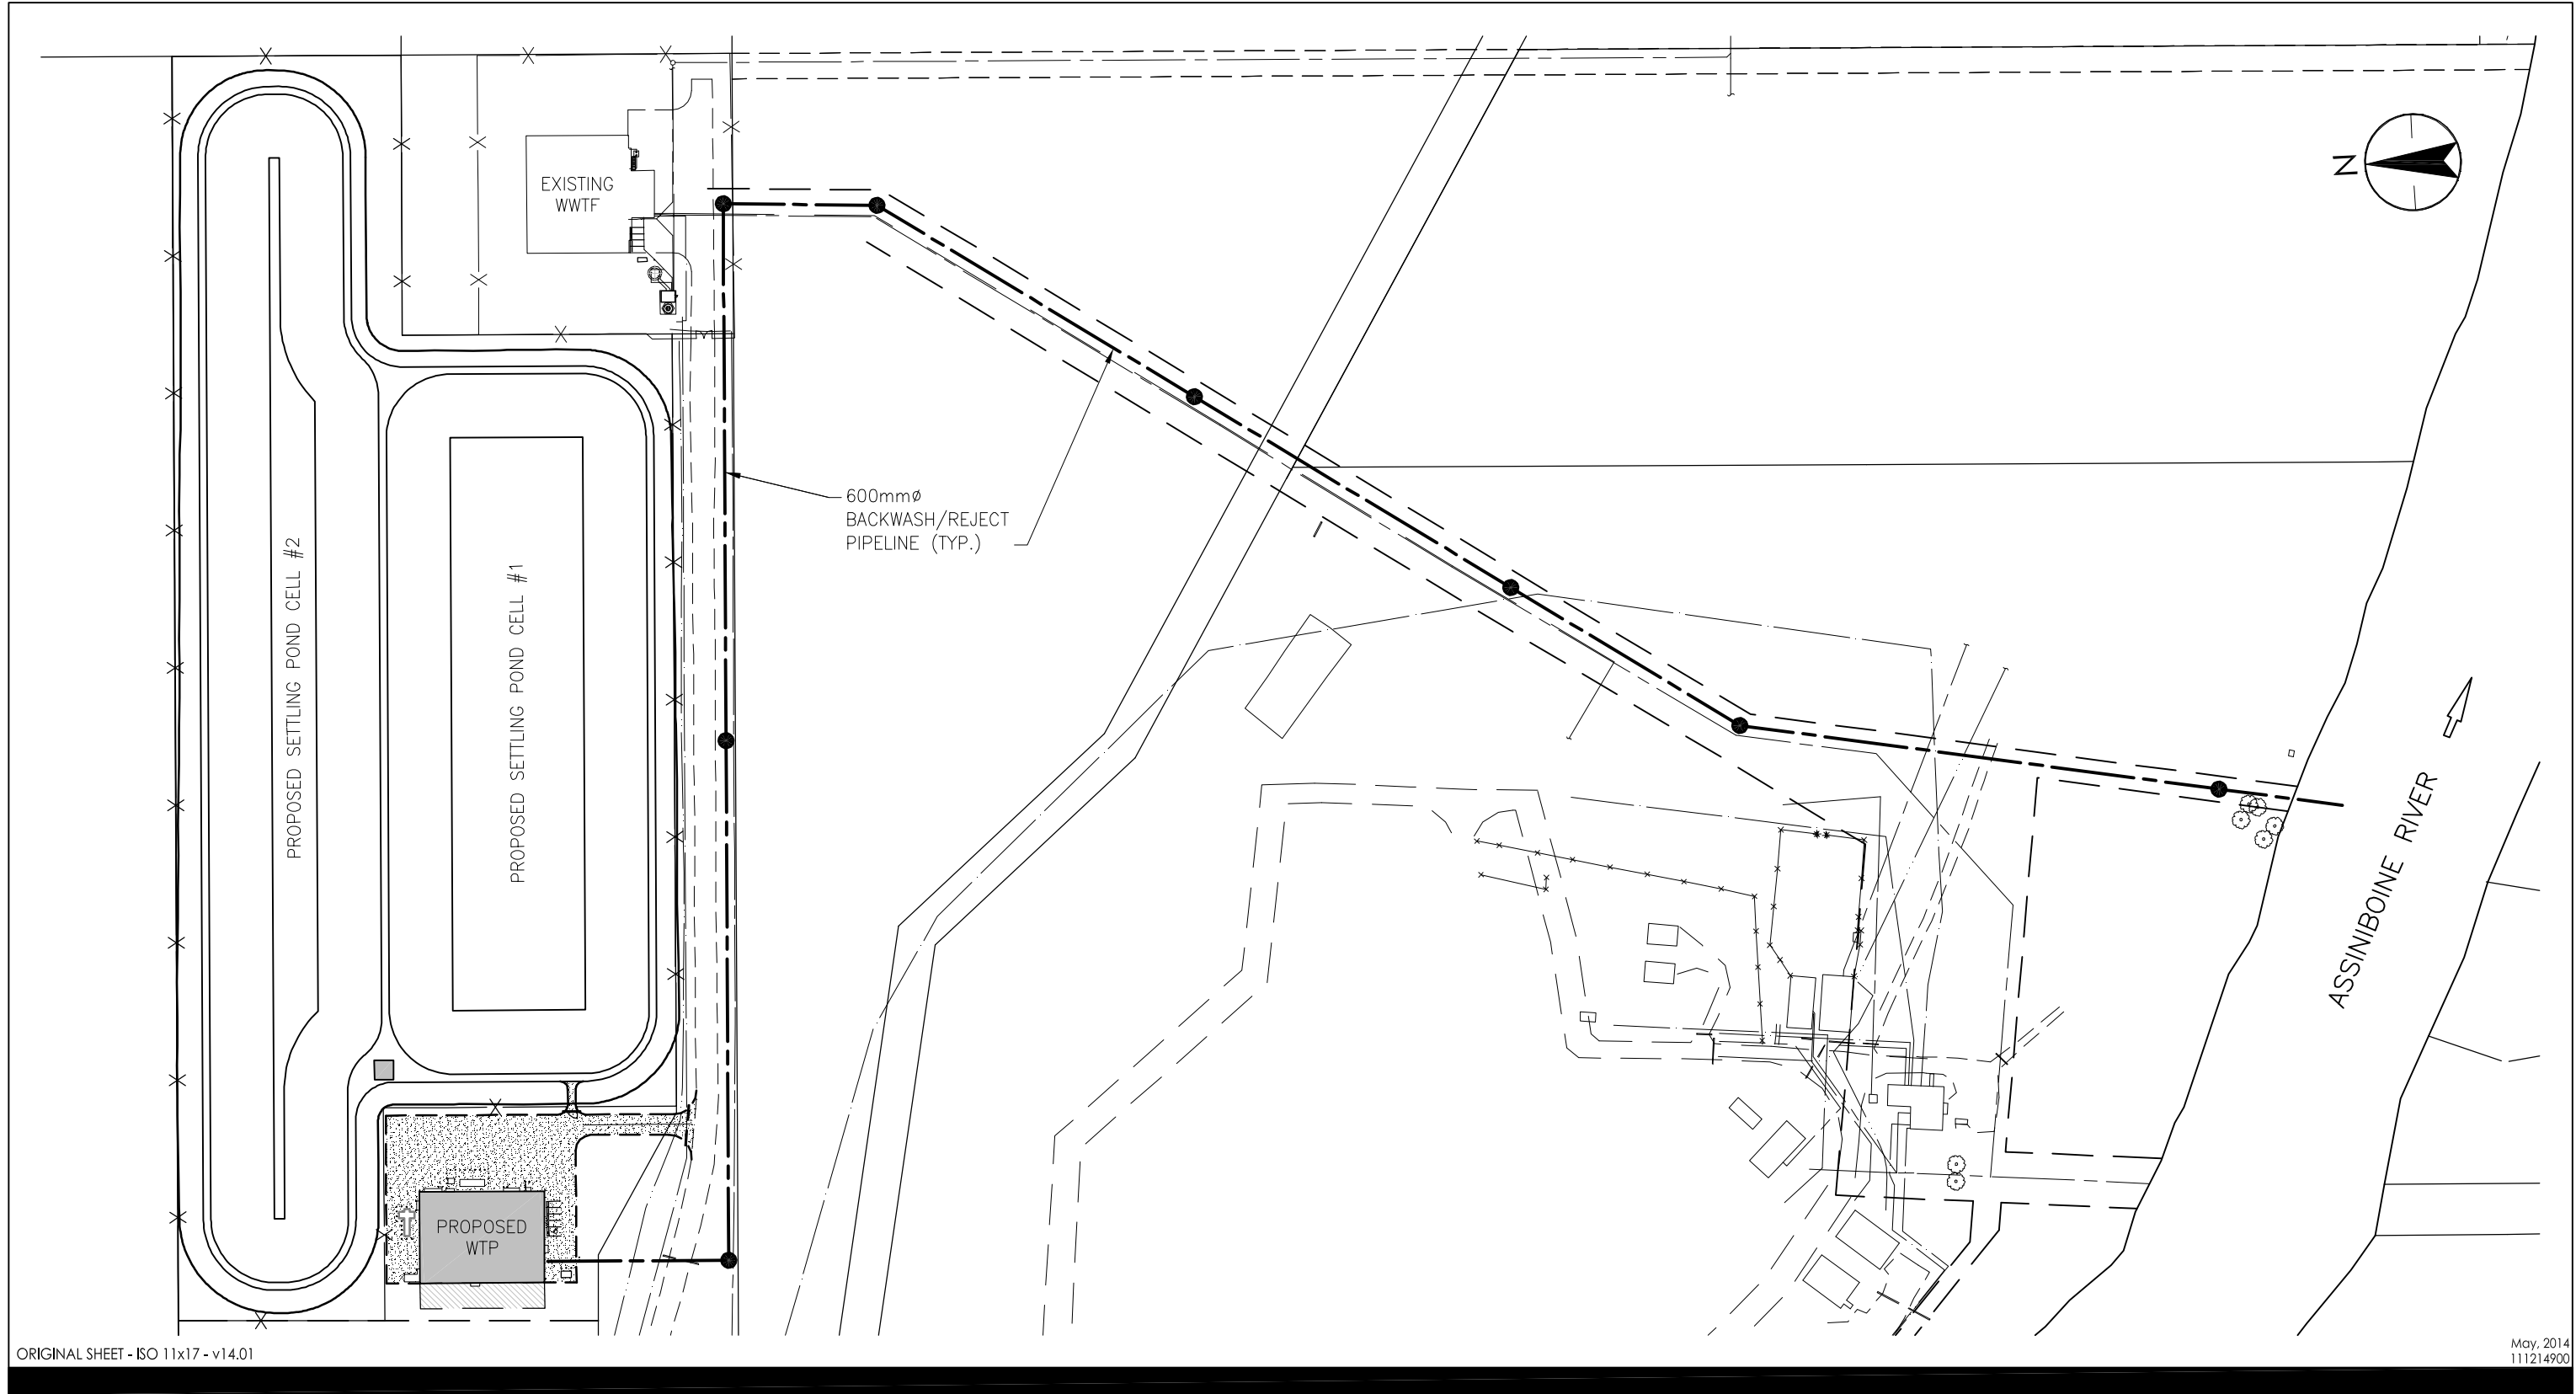 EXISTING
WWTF
N
600mmø
BACKWASH/REJECT
PIPELINE (TYP.)
PROPOSED SETTLING POND CELL #2
PROPOSED SETTLING POND CELL #1
ASSINIBOINE RIVER
PROPOSED
WTP
ORIGINAL SHEET - ISO 11x17 - v14.01
May, 2014
111214900